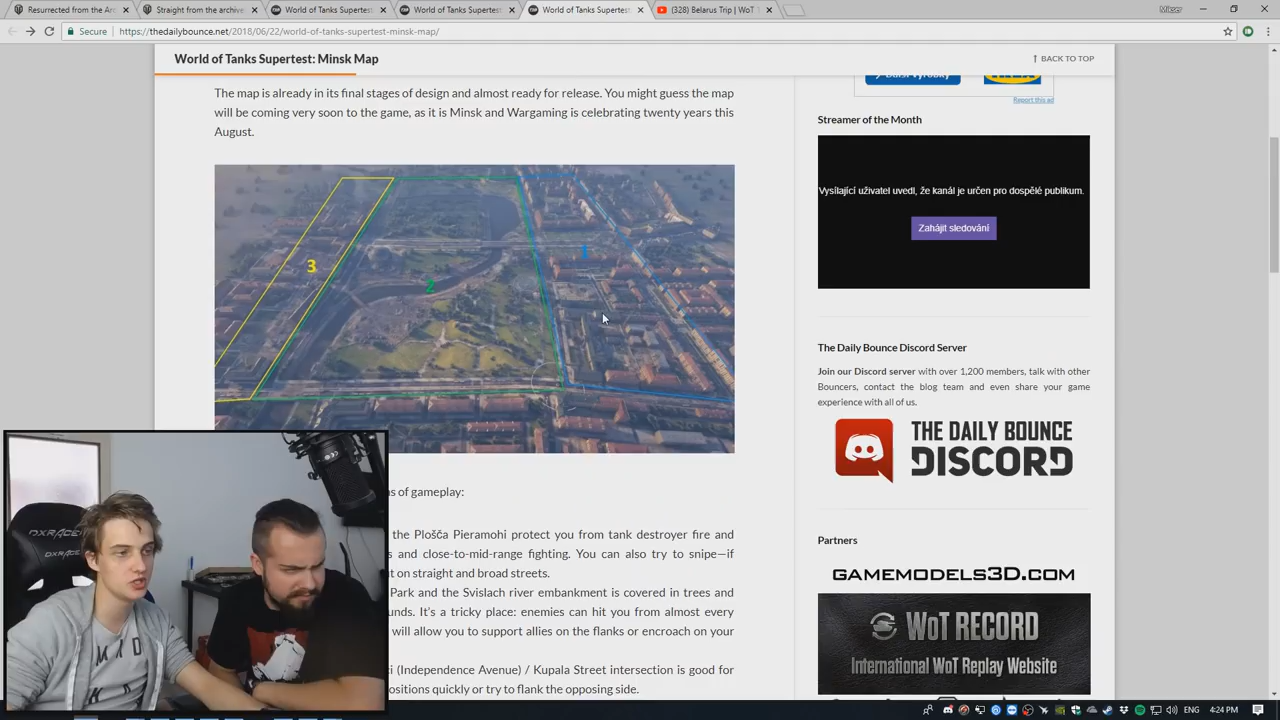 Resurrected from the Ar
Straight from the archive
World of Tanks Supertest
World of Tanks Supertest
World of Tanks Supertest
(328) Belarus Trip | WoT
Secure
https://thedailybounce.net/2018/06/22/world-of-tanks-supertest-minsk-map/
World of Tanks Supertest: Minsk Map
BACK TO TOP
The map is already in its final stages of design and almost ready for release. You might guess the map
will be coming very soon to the game, as it is Minsk and Wargaming is celebrating twenty years this
August.
3
2
1
s of gameplay:
the Plošča Pieramohi protect you from tank destroyer fire and
s and close-to-mid-range fighting. You can also try to snipe—if
t on straight and broad streets.
Park and the Svislach river embankment is covered in trees and
unds. It's a tricky place: enemies can hit you from almost every
will allow you to support allies on the flanks or encroach on your
i (Independence Avenue) / Kupala Street intersection is good for
ositions quickly or try to flank the opposing side.
Report this ad
Streamer of the Month
Vysílající uživatel uvedl, že kanál je určen pro dospělé publikum.
Zahájit sledování
The Daily Bounce Discord Server
Join our Discord server with over 1,200 members, talk with other
Bouncers, contact the blog team and even share your game
experience with all of us.
THE DAILY BOUNCE
DISCORD
Partners
GAMEMODELS3D.COM
WoT RECORD
International WoT Replay Website
DXRACER
ENG
4:24 PM